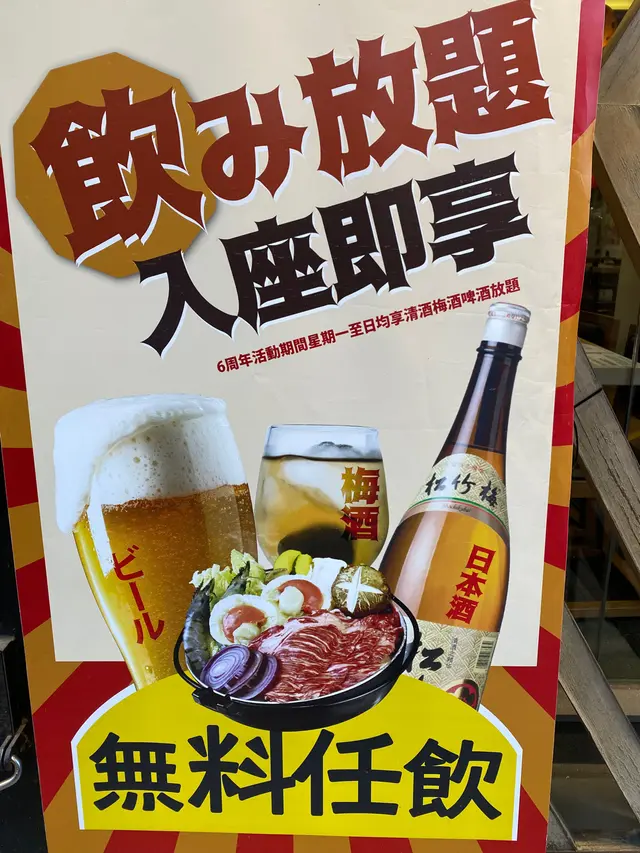 飲み放題
入座即享
6周年活動期間星期一至日均享清酒梅酒啤酒放題
ビール
梅酒
松竹梅
日本酒
無料任飲